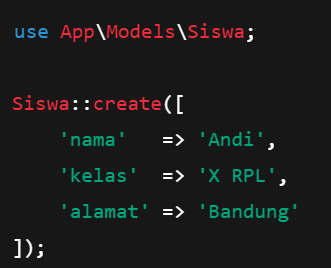 use App\Models\Siswa;

Siswa::create([
    'nama'   => 'Andi',
    'kelas'  => 'X RPL',
    'alamat' => 'Bandung'
]);